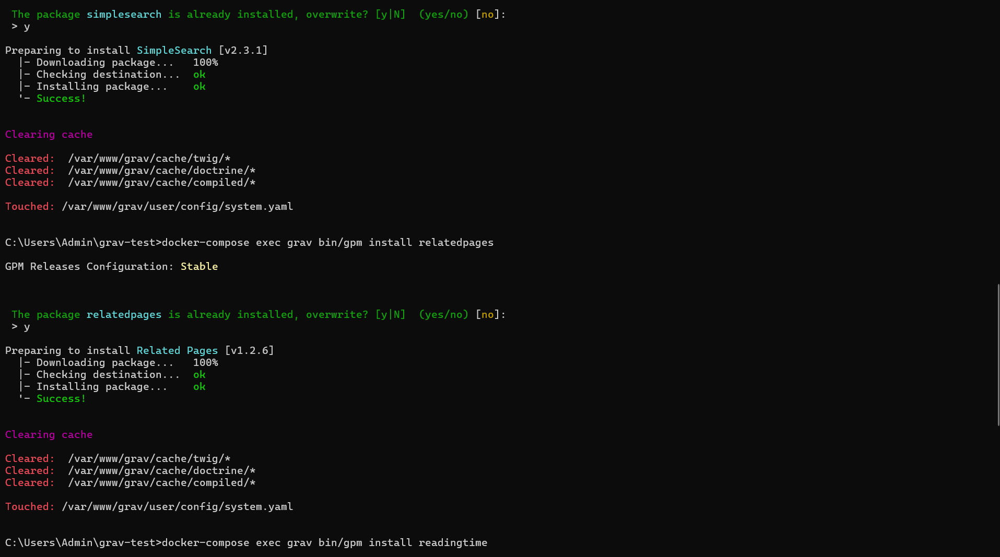 The package simplesearch is already installed, overwrite? [y|N]  (yes/no) [no]:
> y
Preparing to install SimpleSearch [v2.3.1]
|- Downloading package...   100%
|- Checking destination...  ok
|- Installing package...    ok
'- Success!
Clearing cache
Cleared:  /var/www/grav/cache/twig/*
Cleared:  /var/www/grav/cache/doctrine/*
Cleared:  /var/www/grav/cache/compiled/*
Touched: /var/www/grav/user/config/system.yaml
C:\Users\Admin\grav-test>docker-compose exec grav bin/gpm install relatedpages
GPM Releases Configuration: Stable
The package relatedpages is already installed, overwrite? [y|N]  (yes/no) [no]:
> y
Preparing to install Related Pages [v1.2.6]
|- Downloading package...   100%
|- Checking destination...  ok
|- Installing package...    ok
'- Success!
Clearing cache
Cleared:  /var/www/grav/cache/twig/*
Cleared:  /var/www/grav/cache/doctrine/*
Cleared:  /var/www/grav/cache/compiled/*
Touched: /var/www/grav/user/config/system.yaml
C:\Users\Admin\grav-test>docker-compose exec grav bin/gpm install readingtime